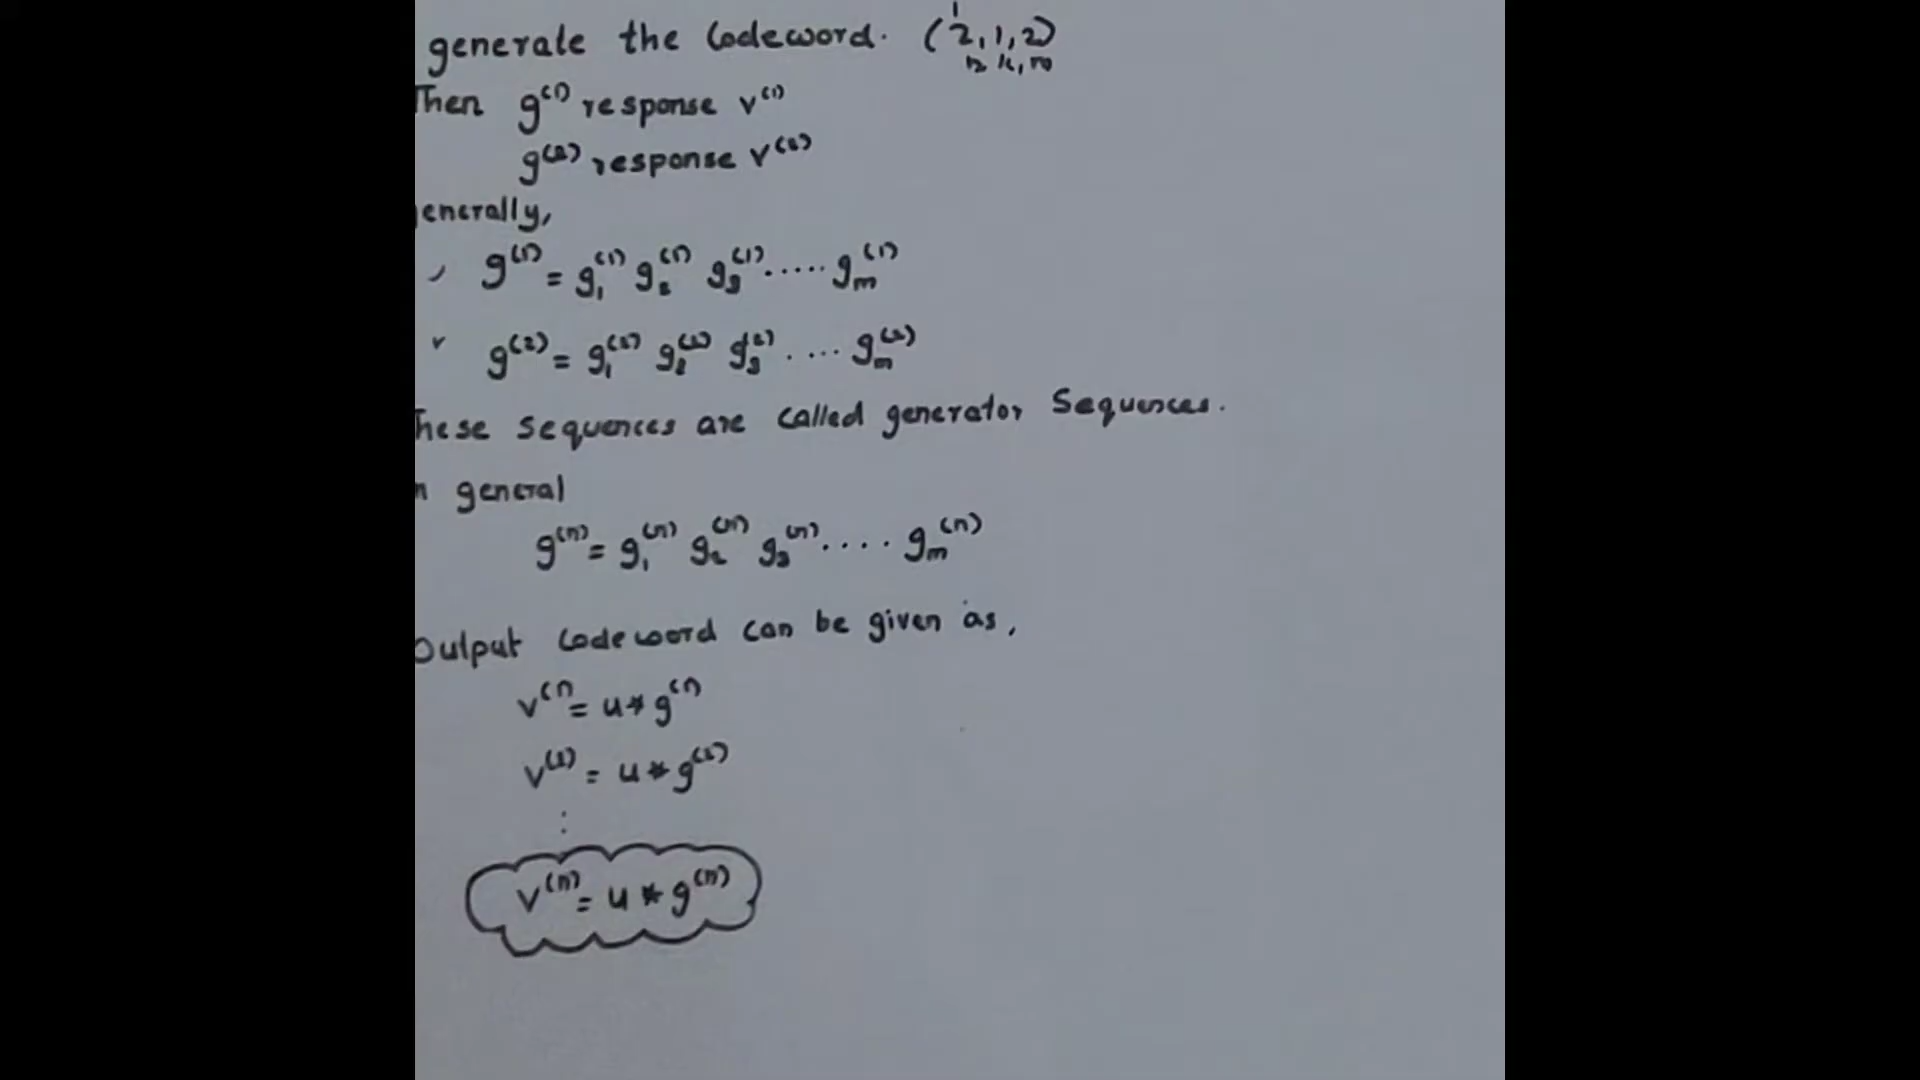 generate the Codeword. (2,1,2)
n, k, m
Then g⁽¹⁾ response v⁽¹⁾
g⁽²⁾ response v⁽²⁾
enerally,
g⁽¹⁾ = g₁⁽¹⁾ g₂⁽¹⁾ g₃⁽¹⁾ ..... gₘ⁽¹⁾
g⁽²⁾ = g₁⁽²⁾ g₂⁽²⁾ g₃⁽²⁾ .... gₘ⁽²⁾
These sequences are called generator Sequences.
n general
g⁽ⁿ⁾ = g₁⁽ⁿ⁾ g₂⁽ⁿ⁾ g₃⁽ⁿ⁾ .... gₘ⁽ⁿ⁾
Output Codeword can be given as,
v⁽¹⁾ = u * g⁽¹⁾
v⁽²⁾ = u * g⁽²⁾
:
v⁽ⁿ⁾ = u * g⁽ⁿ⁾